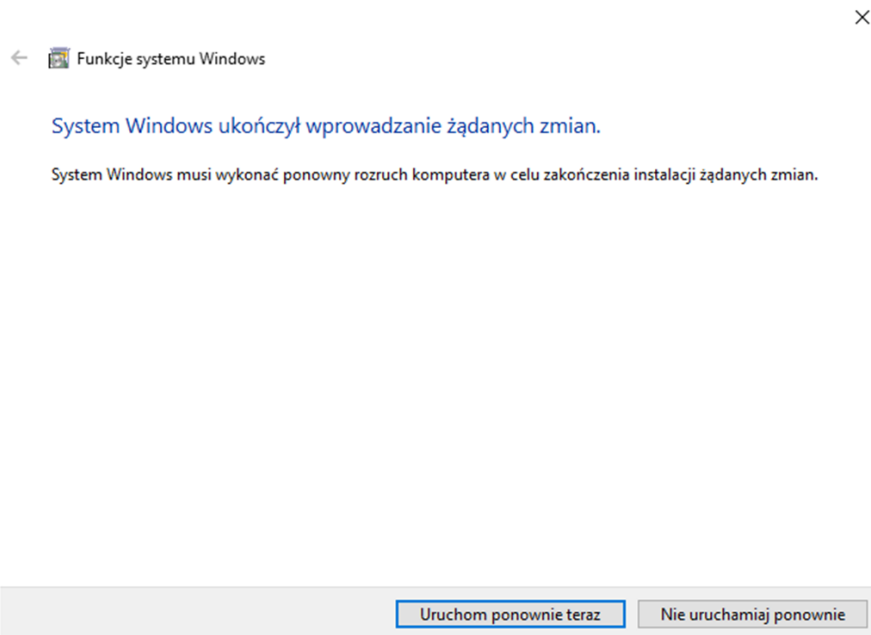 Funkcje systemu Windows
System Windows ukończył wprowadzanie żądanych zmian.
System Windows musi wykonać ponowny rozruch komputera w celu zakończenia instalacji żądanych zmian.
Uruchom ponownie teraz
Nie uruchamiaj ponownie